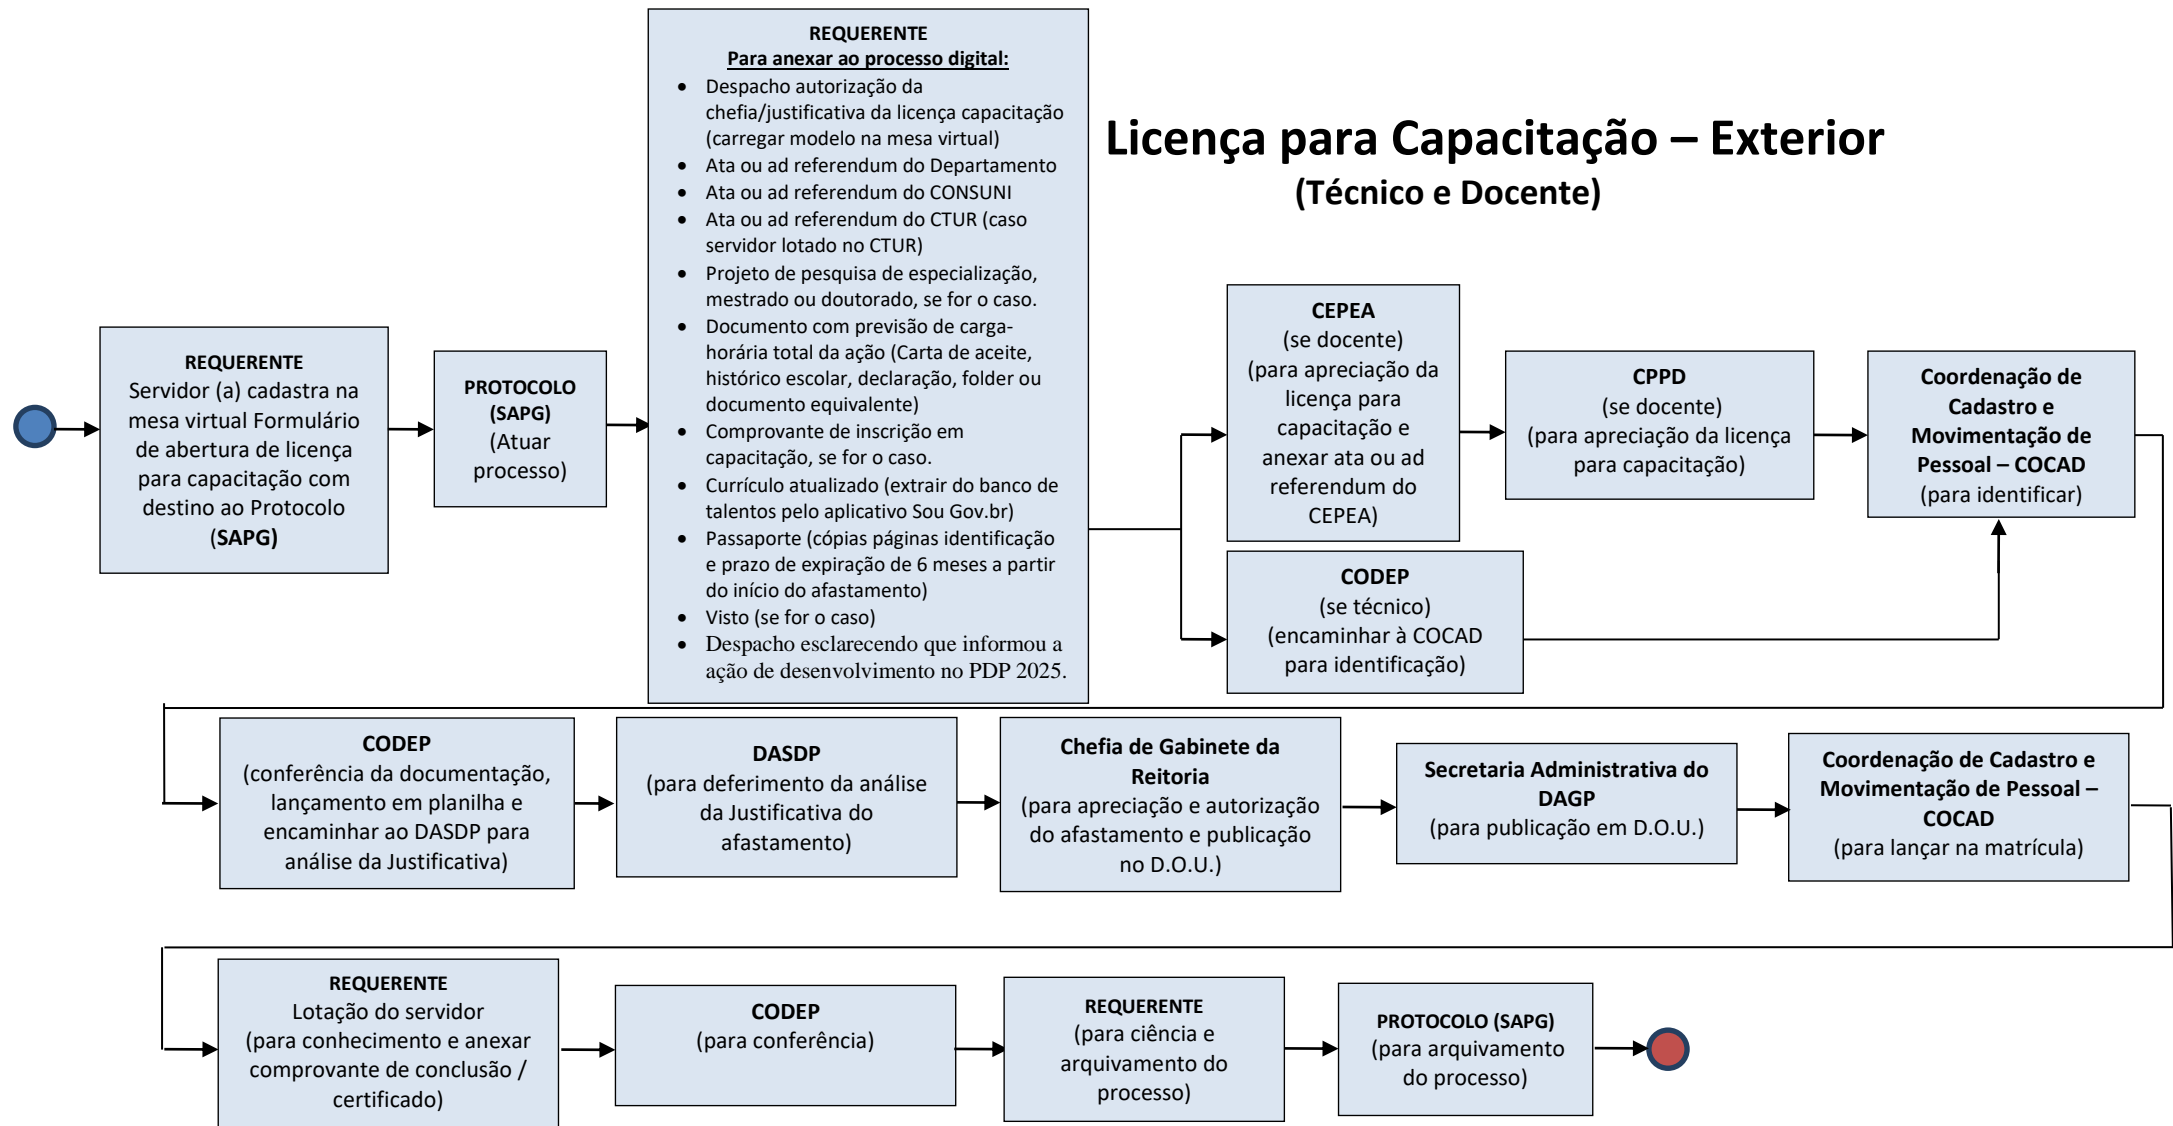 Licença para Capacitação – Exterior
(Técnico e Docente)
REQUERENTE
Servidor (a) cadastra na
mesa virtual Formulário
de abertura de licença
para capacitação com
destino ao Protocolo
(SAPG)
PROTOCOLO
(SAPG)
(Atuar
processo)
REQUERENTE
Para anexar ao processo digital:
• Despacho autorização da
chefia/justificativa da licença capacitação
(carregar modelo na mesa virtual)
• Ata ou ad referendum do Departamento
• Ata ou ad referendum do CONSUNI
• Ata ou ad referendum do CTUR (caso
servidor lotado no CTUR)
• Projeto de pesquisa de especialização,
mestrado ou doutorado, se for o caso.
• Documento com previsão de carga-
horária total da ação (Carta de aceite,
histórico escolar, declaração, folder ou
documento equivalente)
• Comprovante de inscrição em
capacitação, se for o caso.
• Currículo atualizado (extrair do banco de
talentos pelo aplicativo Sou Gov.br)
• Passaporte (cópias páginas identificação
e prazo de expiração de 6 meses a partir
do início do afastamento)
• Visto (se for o caso)
• Despacho esclarecendo que informou a
ação de desenvolvimento no PDP 2025.
CEPEA
(se docente)
(para apreciação da
licença para
capacitação e
anexar ata ou ad
referendum do
CEPEA)
CPPD
(se docente)
(para apreciação da licença
para capacitação)
Coordenação de
Cadastro e
Movimentação de
Pessoal – COCAD
(para identificar)
CODEP
(se técnico)
(encaminhar à COCAD
para identificação)
CODEP
(conferência da documentação,
lançamento em planilha e
encaminhar ao DASDP para
análise da Justificativa)
DASDP
(para deferimento da análise
da Justificativa do
afastamento)
Chefia de Gabinete da
Reitoria
(para apreciação e autorização
do afastamento e publicação
no D.O.U.)
Secretaria Administrativa do
DAGP
(para publicação em D.O.U.)
Coordenação de Cadastro e
Movimentação de Pessoal –
COCAD
(para lançar na matrícula)
REQUERENTE
Lotação do servidor
(para conhecimento e anexar
comprovante de conclusão /
certificado)
CODEP
(para conferência)
REQUERENTE
(para ciência e
arquivamento do
processo)
PROTOCOLO (SAPG)
(para arquivamento
do processo)